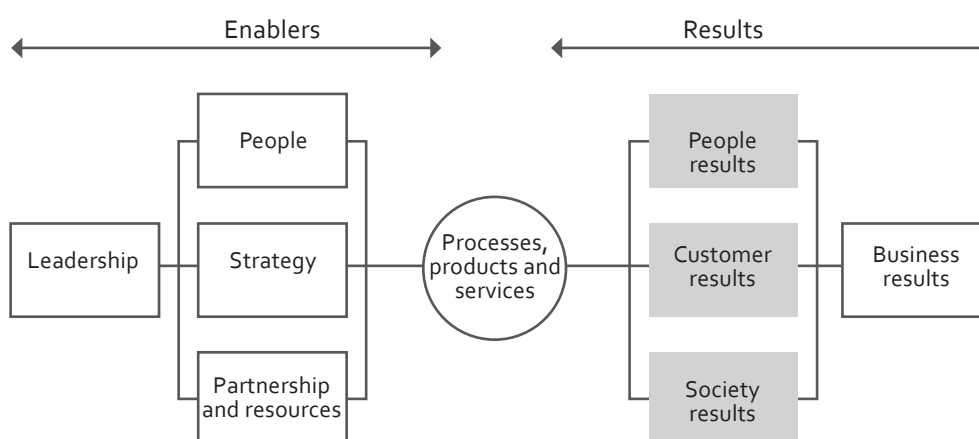 Enablers
Results
People
Leadership
Strategy
Partnership
and resources
Processes,
products and
services
People
results
Customer
results
Society
results
Business
results